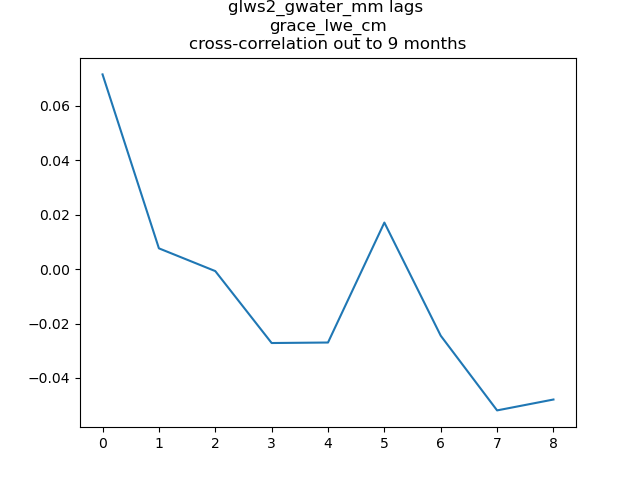 glws2_gwater_mm lags
grace_lwe_cm
cross-correlation out to 9 months
0.06
0.04
0.02
0.00
−0.02
−0.04
0 1 2 3 4 5 6 7 8